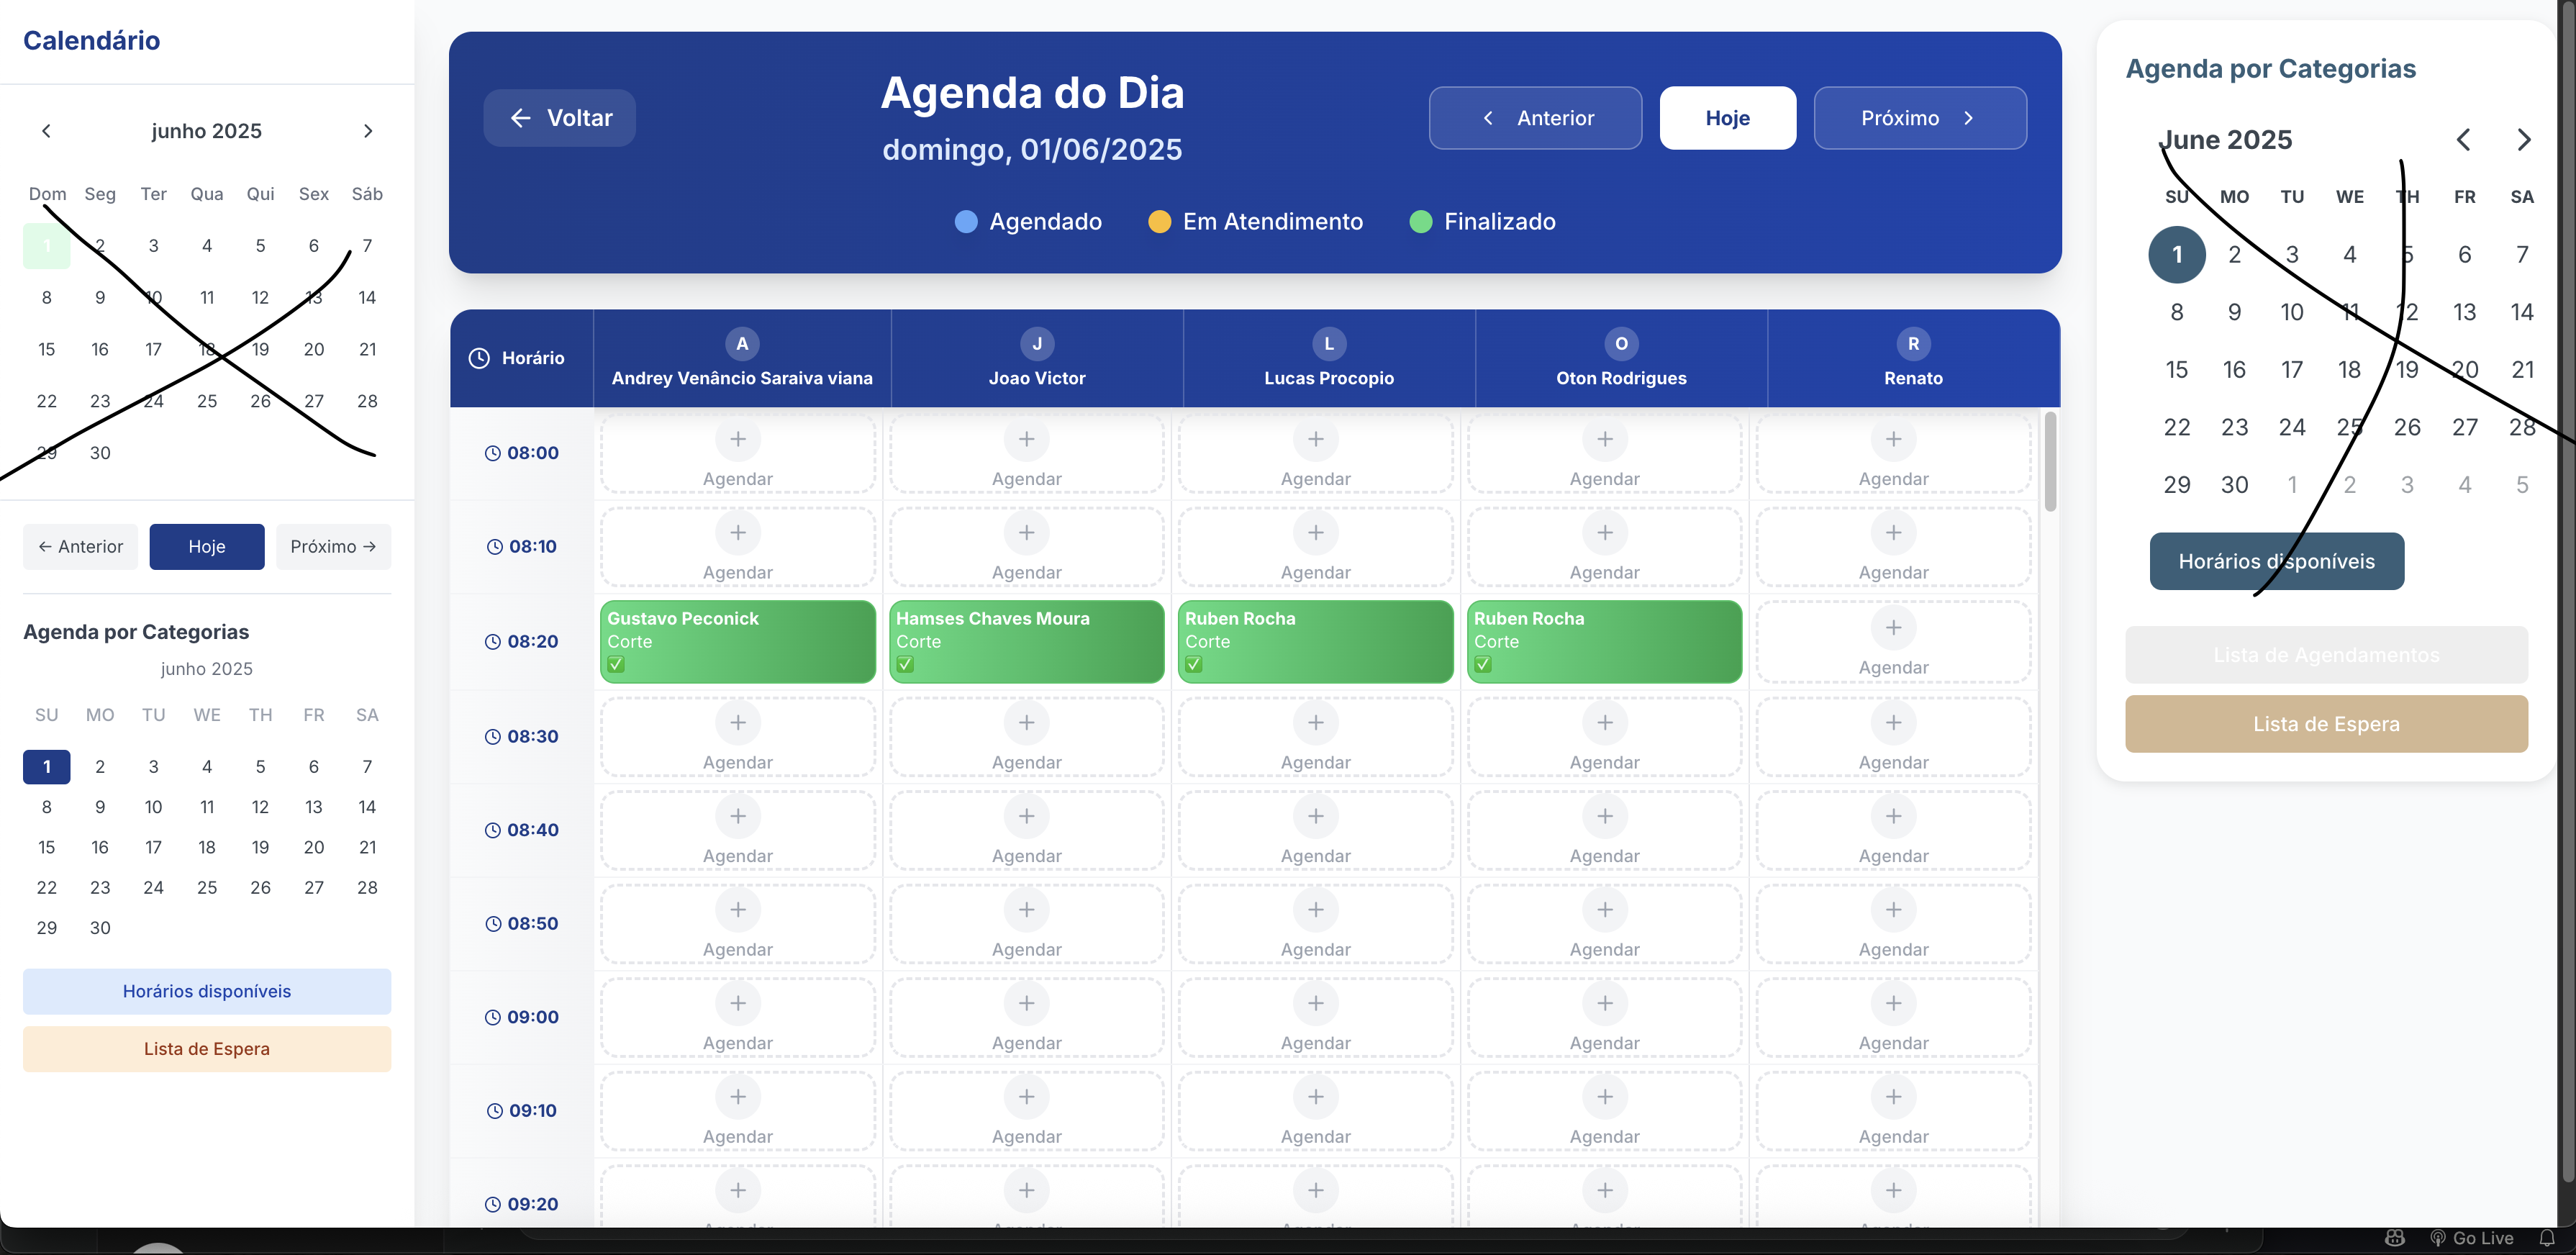 Calendário
junho 2025
Dom Seg Ter Qua Qui Sex Sáb
1 2 3 4 5 6 7
8 9 10 11 12 13 14
15 16 17 18 19 20 21
22 23 24 25 26 27 28
29 30
← Anterior Hoje Próximo →
Agenda por Categorias
junho 2025
SU MO TU WE TH FR SA
1 2 3 4 5 6 7
8 9 10 11 12 13 14
15 16 17 18 19 20 21
22 23 24 25 26 27 28
29 30
Horários disponíveis
Lista de Espera
← Voltar
Agenda do Dia
domingo, 01/06/2025
Anterior Hoje Próximo
Agendado Em Atendimento Finalizado
Horário
A J L O R
Andrey Venâncio Saraiva viana Joao Victor Lucas Procopio Oton Rodrigues Renato
08:00
Agendar Agendar Agendar Agendar Agendar
08:10
Agendar Agendar Agendar Agendar Agendar
08:20
Gustavo Peconick Hamses Chaves Moura Ruben Rocha Ruben Rocha
Corte Corte Corte Corte
Agendar
08:30
Agendar Agendar Agendar Agendar Agendar
08:40
Agendar Agendar Agendar Agendar Agendar
08:50
Agendar Agendar Agendar Agendar Agendar
09:00
Agendar Agendar Agendar Agendar Agendar
09:10
Agendar Agendar Agendar Agendar Agendar
09:20
Agenda por Categorias
June 2025
SU MO TU WE TH FR SA
1 2 3 4 5 6 7
8 9 10 11 12 13 14
15 16 17 18 19 20 21
22 23 24 25 26 27 28
29 30 1 2 3 4 5
Horários disponíveis
Lista de Agendamentos
Lista de Espera
Go Live